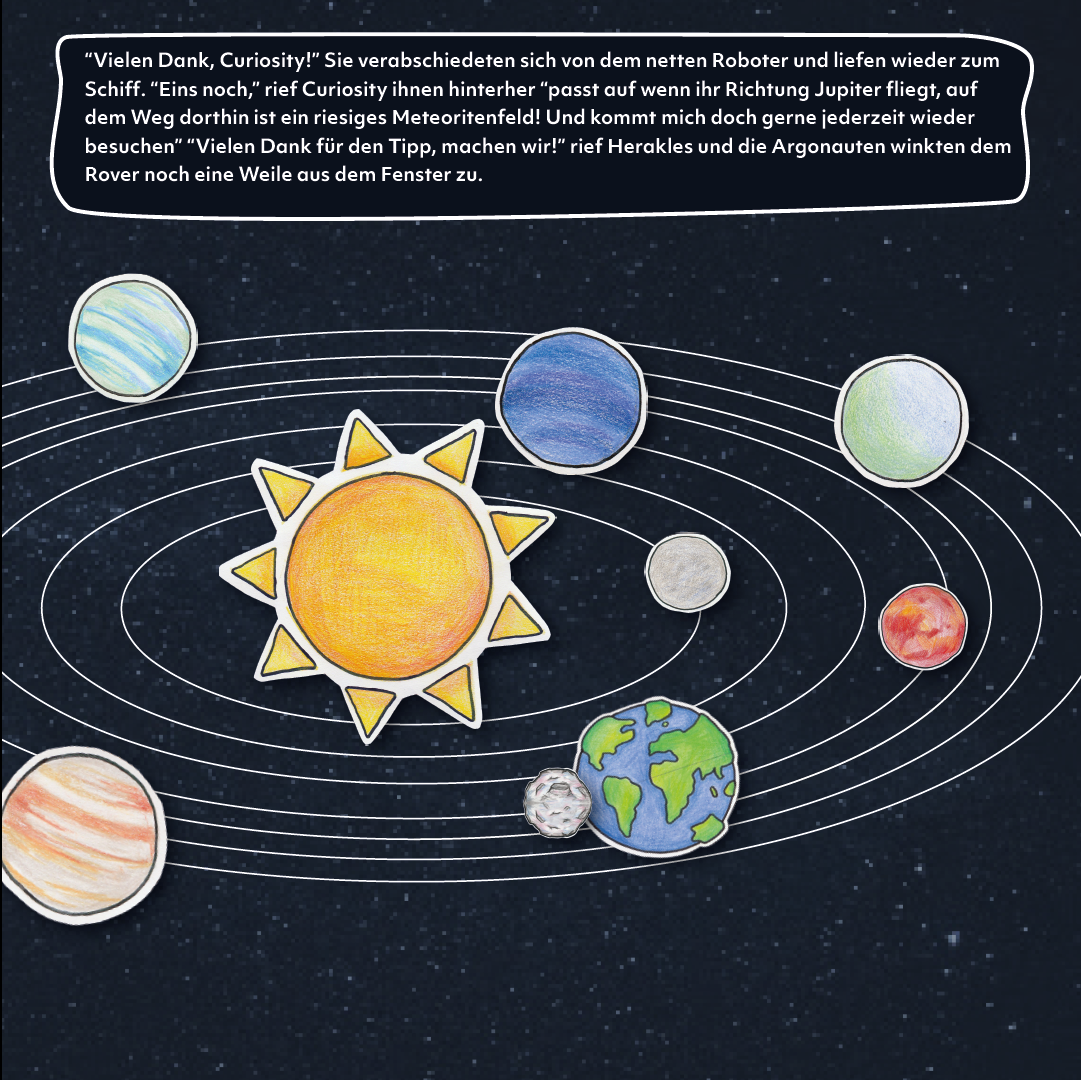 “Vielen Dank, Curiosity!” Sie verabschiedeten sich von dem netten Roboter und liefen wieder zum
Schiff. “Eins noch,” rief Curiosity ihnen hinterher “passt auf wenn ihr Richtung Jupiter fliegt, auf
dem Weg dorthin ist ein riesiges Meteoritenfeld! Und kommt mich doch gerne jederzeit wieder
besuchen” “Vielen Dank für den Tipp, machen wir!” rief Herakles und die Argonauten winkten dem
Rover noch eine Weile aus dem Fenster zu.